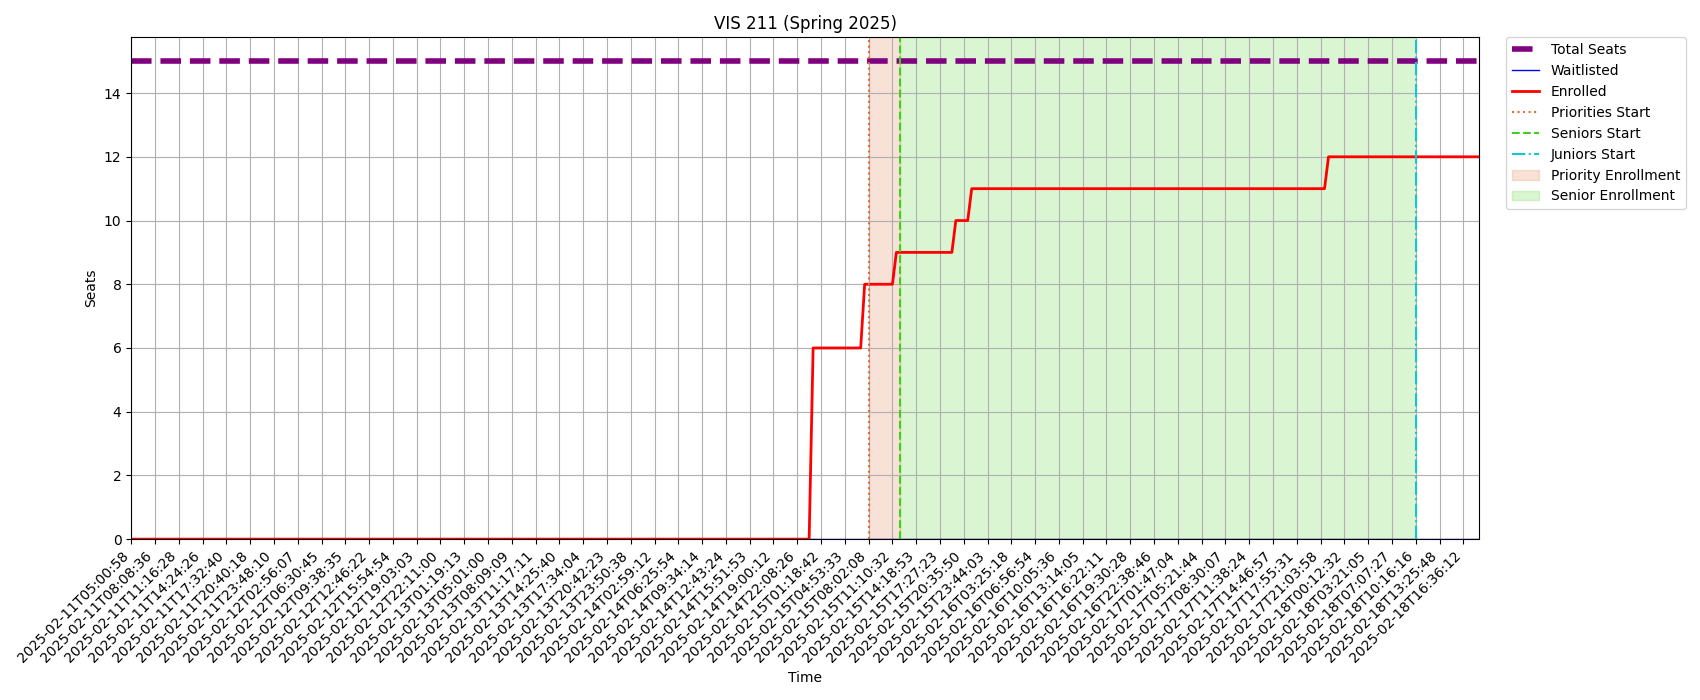 VIS 211 (Spring 2025)
Total Seats
Waitlisted
Enrolled
Priorities Start
Seniors Start
Juniors Start
Priority Enrollment
Senior Enrollment
Seats
14
12
10
8
6
4
2
0
2025-02-11T05:00:58
2025-02-11T08:08:36
2025-02-11T11:16:28
2025-02-11T14:24:26
2025-02-11T17:32:40
2025-02-11T20:40:18
2025-02-11T23:48:10
2025-02-12T02:56:07
2025-02-12T06:30:45
2025-02-12T09:38:35
2025-02-12T12:46:22
2025-02-12T15:54:54
2025-02-12T19:03:03
2025-02-12T22:11:00
2025-02-13T01:19:13
2025-02-13T05:01:00
2025-02-13T08:09:09
2025-02-13T11:17:11
2025-02-13T14:25:40
2025-02-13T17:34:04
2025-02-13T20:42:23
2025-02-13T23:50:38
2025-02-14T02:59:12
2025-02-14T06:25:54
2025-02-14T09:34:14
2025-02-14T12:43:24
2025-02-14T15:51:53
2025-02-14T19:00:12
2025-02-14T22:08:26
2025-02-15T01:18:42
2025-02-15T04:53:33
2025-02-15T08:02:08
2025-02-15T11:10:32
2025-02-15T14:18:53
2025-02-15T17:27:23
2025-02-15T20:35:50
2025-02-15T23:44:03
2025-02-16T03:25:18
2025-02-16T06:56:54
2025-02-16T10:05:36
2025-02-16T13:14:05
2025-02-16T16:22:11
2025-02-16T19:30:28
2025-02-16T22:38:46
2025-02-17T01:47:04
2025-02-17T05:21:44
2025-02-17T08:30:07
2025-02-17T11:38:24
2025-02-17T14:46:57
2025-02-17T17:55:31
2025-02-17T21:03:58
2025-02-18T00:12:32
2025-02-18T03:21:05
2025-02-18T07:07:27
2025-02-18T10:16:16
2025-02-18T13:25:48
2025-02-18T16:36:12
Time